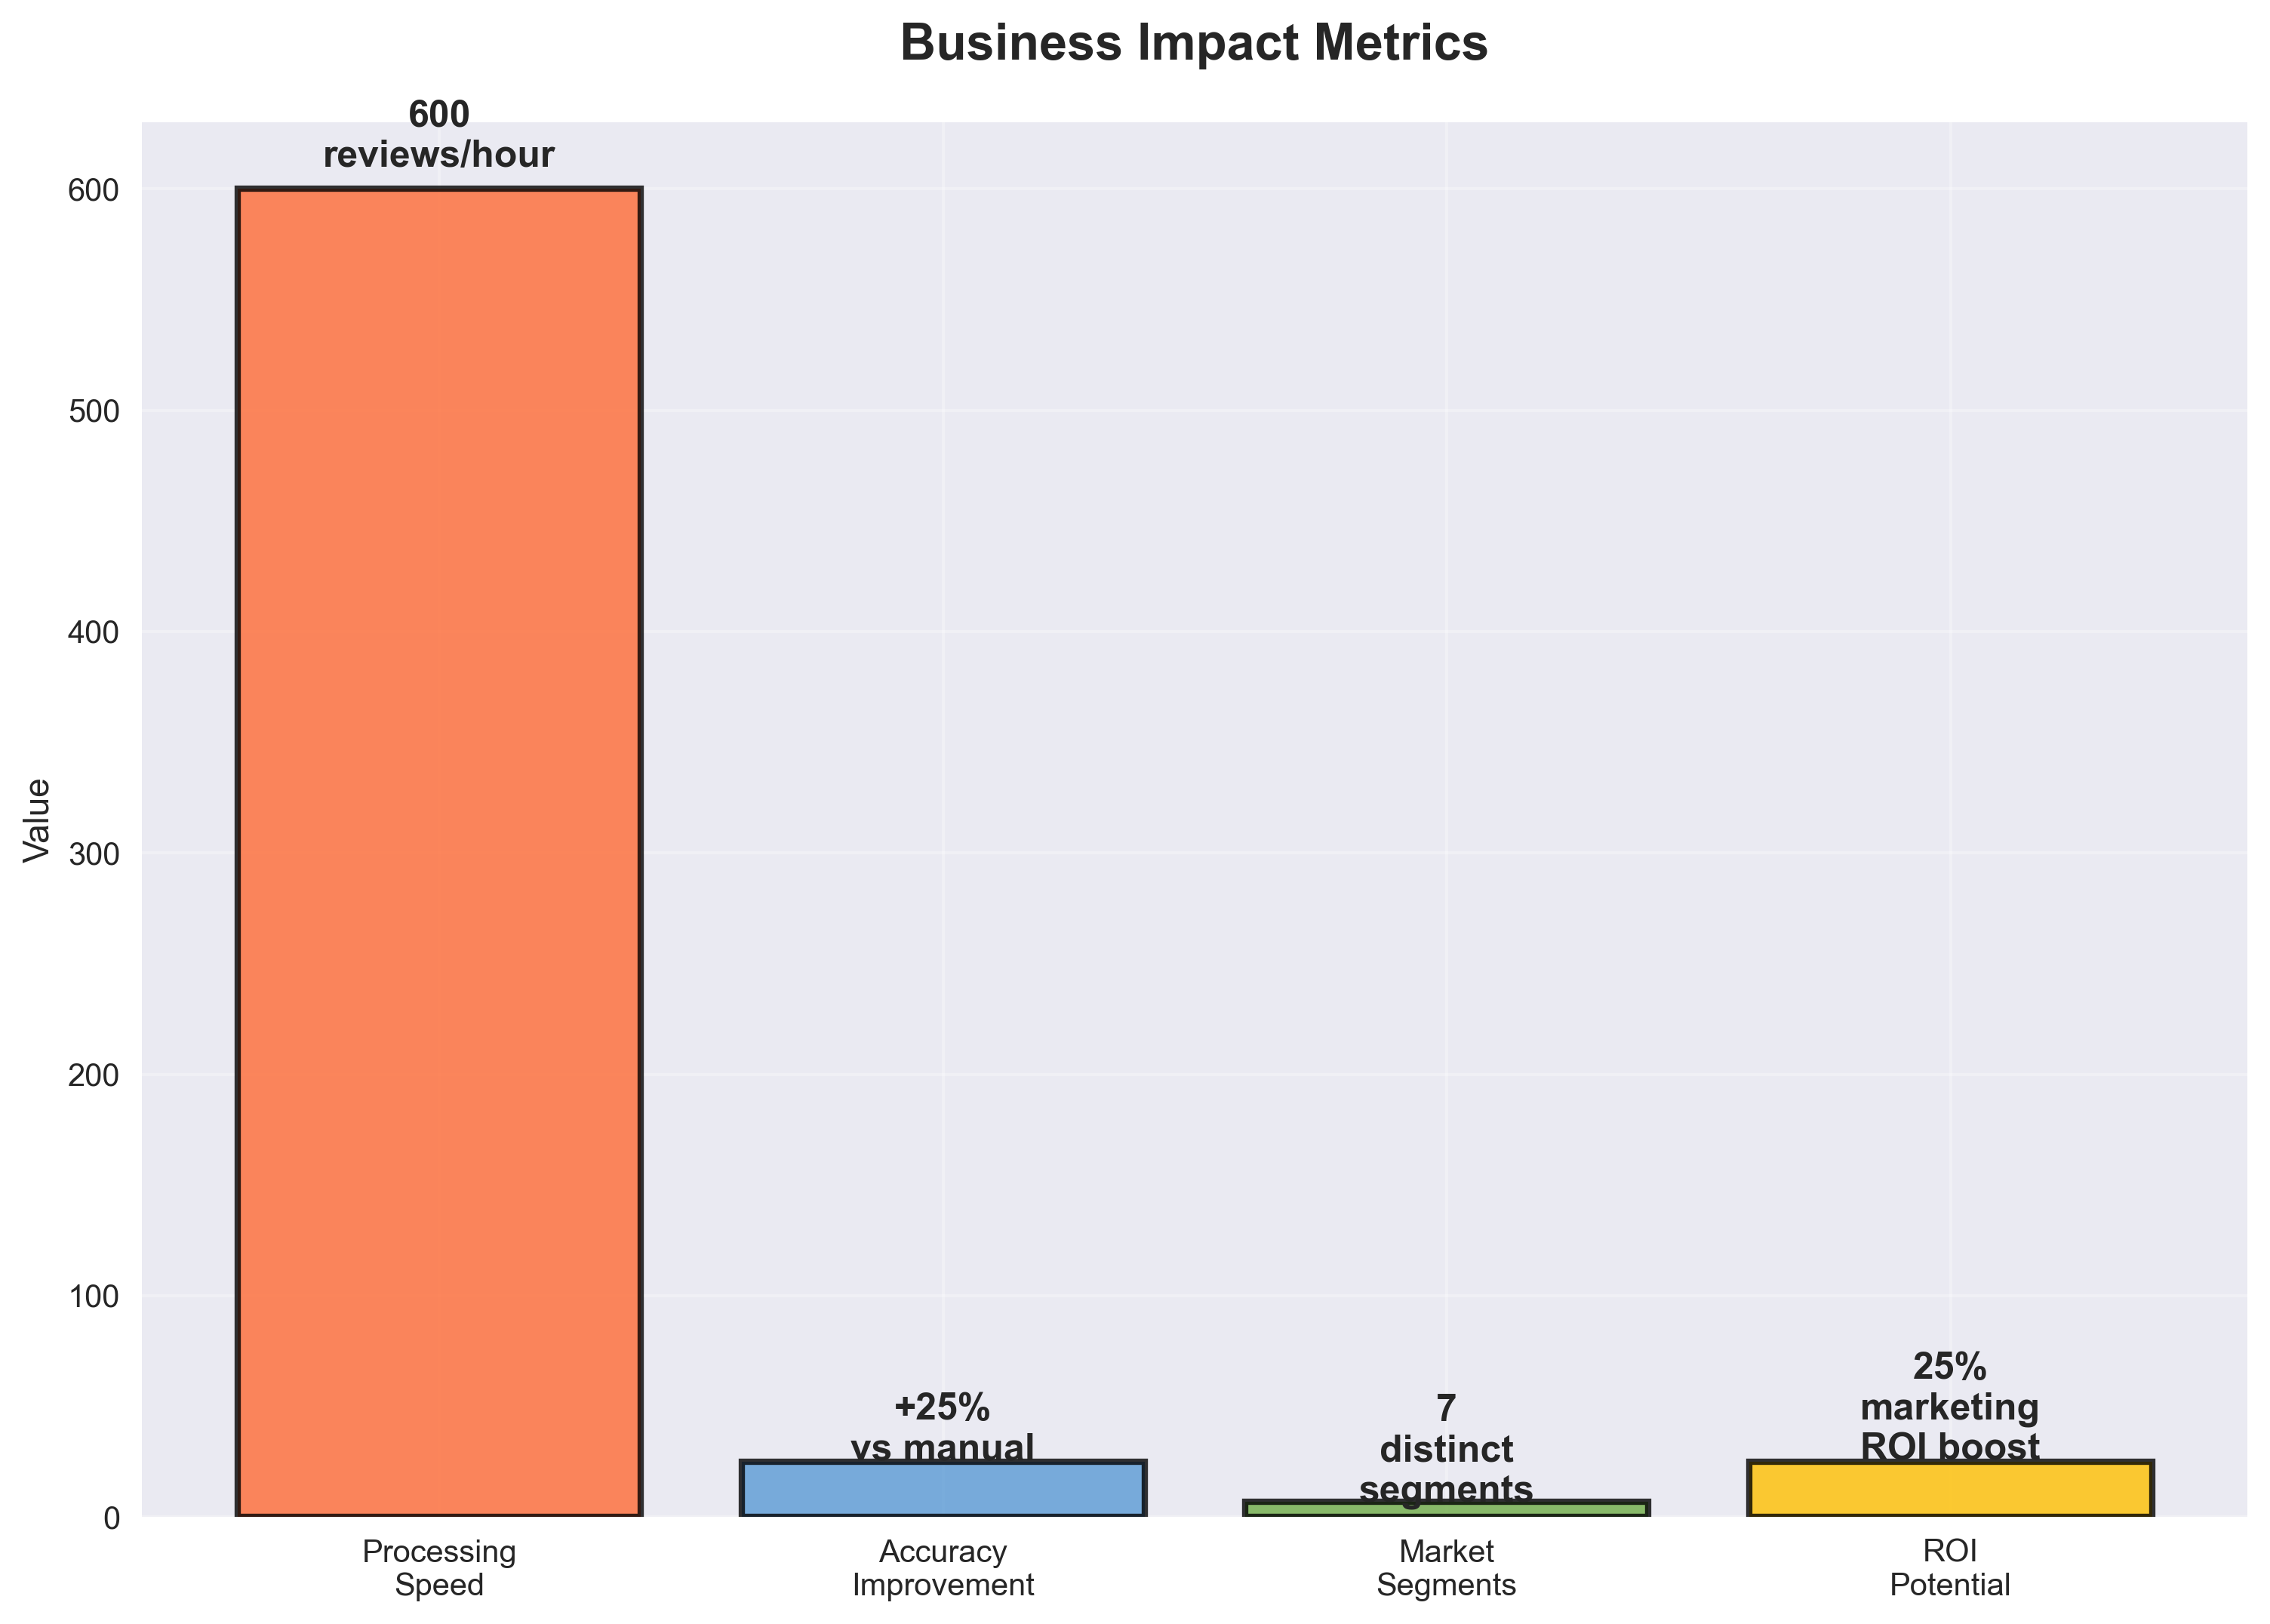 Business Impact Metrics
600
reviews/hour
600
500
400
300
200
100
0
Value
+25%
vs manual
7
distinct
segments
25%
marketing
ROI boost
Processing
Speed
Accuracy
Improvement
Market
Segments
ROI
Potential